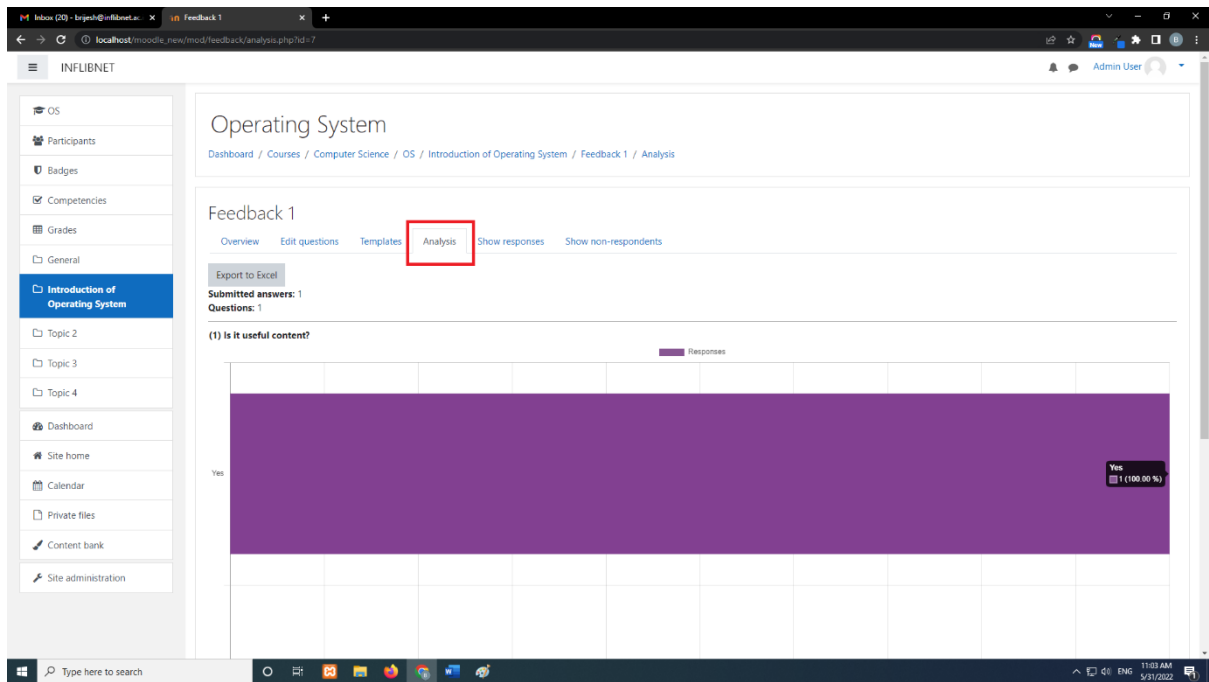 Inbox (20) - brijesh@inflibnet.ac.
Feedback 1
localhost/moodle_new/mod/feedback/analysis.php?id=7
New
B
INFLIBNET
Admin User
OS
Participants
Badges
Competencies
Grades
General
Introduction of
Operating System
Topic 2
Topic 3
Topic 4
Dashboard
Site home
Calendar
Private files
Content bank
Site administration
Operating System
Dashboard / Courses / Computer Science / OS / Introduction of Operating System / Feedback 1 / Analysis
Feedback 1
Overview Edit questions Templates Analysis Show responses Show non-respondents
Export to Excel
Submitted answers: 1
Questions: 1
(1) Is it useful content?
Responses
Yes
Yes
1 (100.00 %)
Type here to search
ENG
11:03 AM
5/31/2022